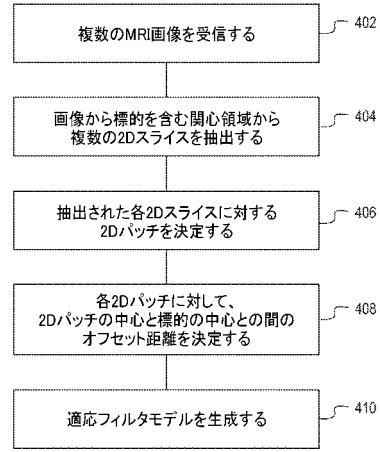 複数のMRI画像を受信する
402
画像から標的を含む関心領域から
複数の2Dスライスを抽出する
404
抽出された各2Dスライスに対する
2Dパッチを決定する
406
各2Dパッチに対して、
2Dパッチの中心と標的の中心との間の
オフセット距離を決定する
408
適応フィルタモデルを生成する
410